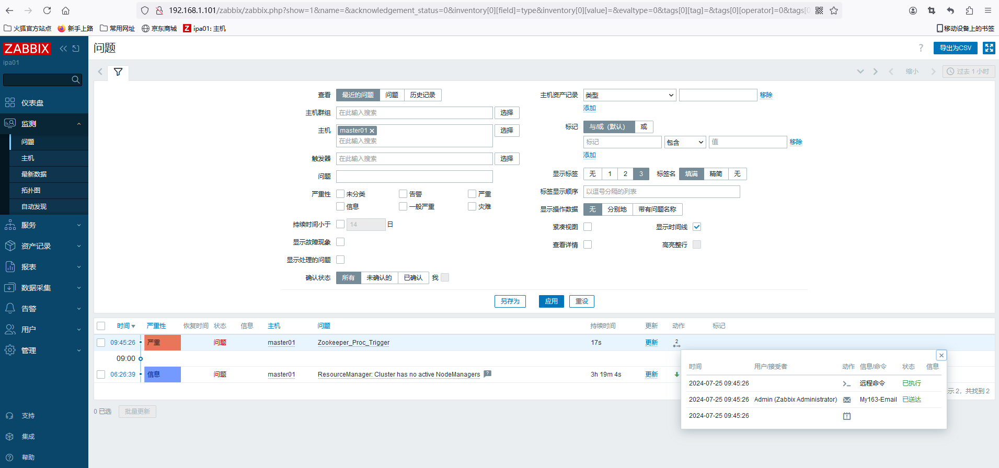 192.168.1.101/zabbix/zabbix.php?show=1&name=&acknowledgement_status=0&inventory[0][field]=type&inventory[0][value]=&evaltype=0&tags[0][tag]=&tags[0][operator]=0&tags[0]
火狐官方站点 新手上路 常用网址 京东商城 Z ipa01: 主机 移动设备上的书签
ZABBIX
ipa01
仪表盘
监测
问题
主机
最新数据
拓扑图
自动发现
服务
资产记录
报表
数据采集
告警
用户
管理
支持
集成
帮助
问题 ? 导出为CSV
缩小 过去 1 小时
查看 最近的问题 问题 历史记录
主机群组 在此输入搜索 选择
主机 master01 选择
在此输入搜索
触发器 在此输入搜索 选择
问题
严重性 未分类 告警 严重
信息 一般严重 灾难
持续时间小于 14 日
显示故障现象
显示处理的问题
确认状态 所有 未确认的 已确认 我
主机资产记录 类型 移除
添加
标记 与/或（默认） 或
标记 包含 值 移除
添加
显示标签 无 1 2 3 标签名 填满 精简 无
标签显示顺序 以逗号分隔的列表
显示操作数据 无 分别地 带有问题名称
紧凑视图 显示时间线
查看详情 高亮整行
另存为 应用 重设
时间 严重性 恢复时间 状态 信息 主机 问题 持续时间 更新 动作 标记
09:45:26 严重 问题 master01 Zookeeper_Proc_Trigger 17s 更新 2
09:00
06:26:39 信息 问题 master01 ResourceManager: Cluster has no active NodeManagers ? 3h 19m 4s 更新
示 2，共找到 2
0 已选 批量更新
时间 用户/接受者 动作 信息/命令 状态 信息
2024-07-25 09:45:26 远程命令 已执行
2024-07-25 09:45:26 Admin (Zabbix Administrator) My163-Email 已送达
2024-07-25 09:45:26